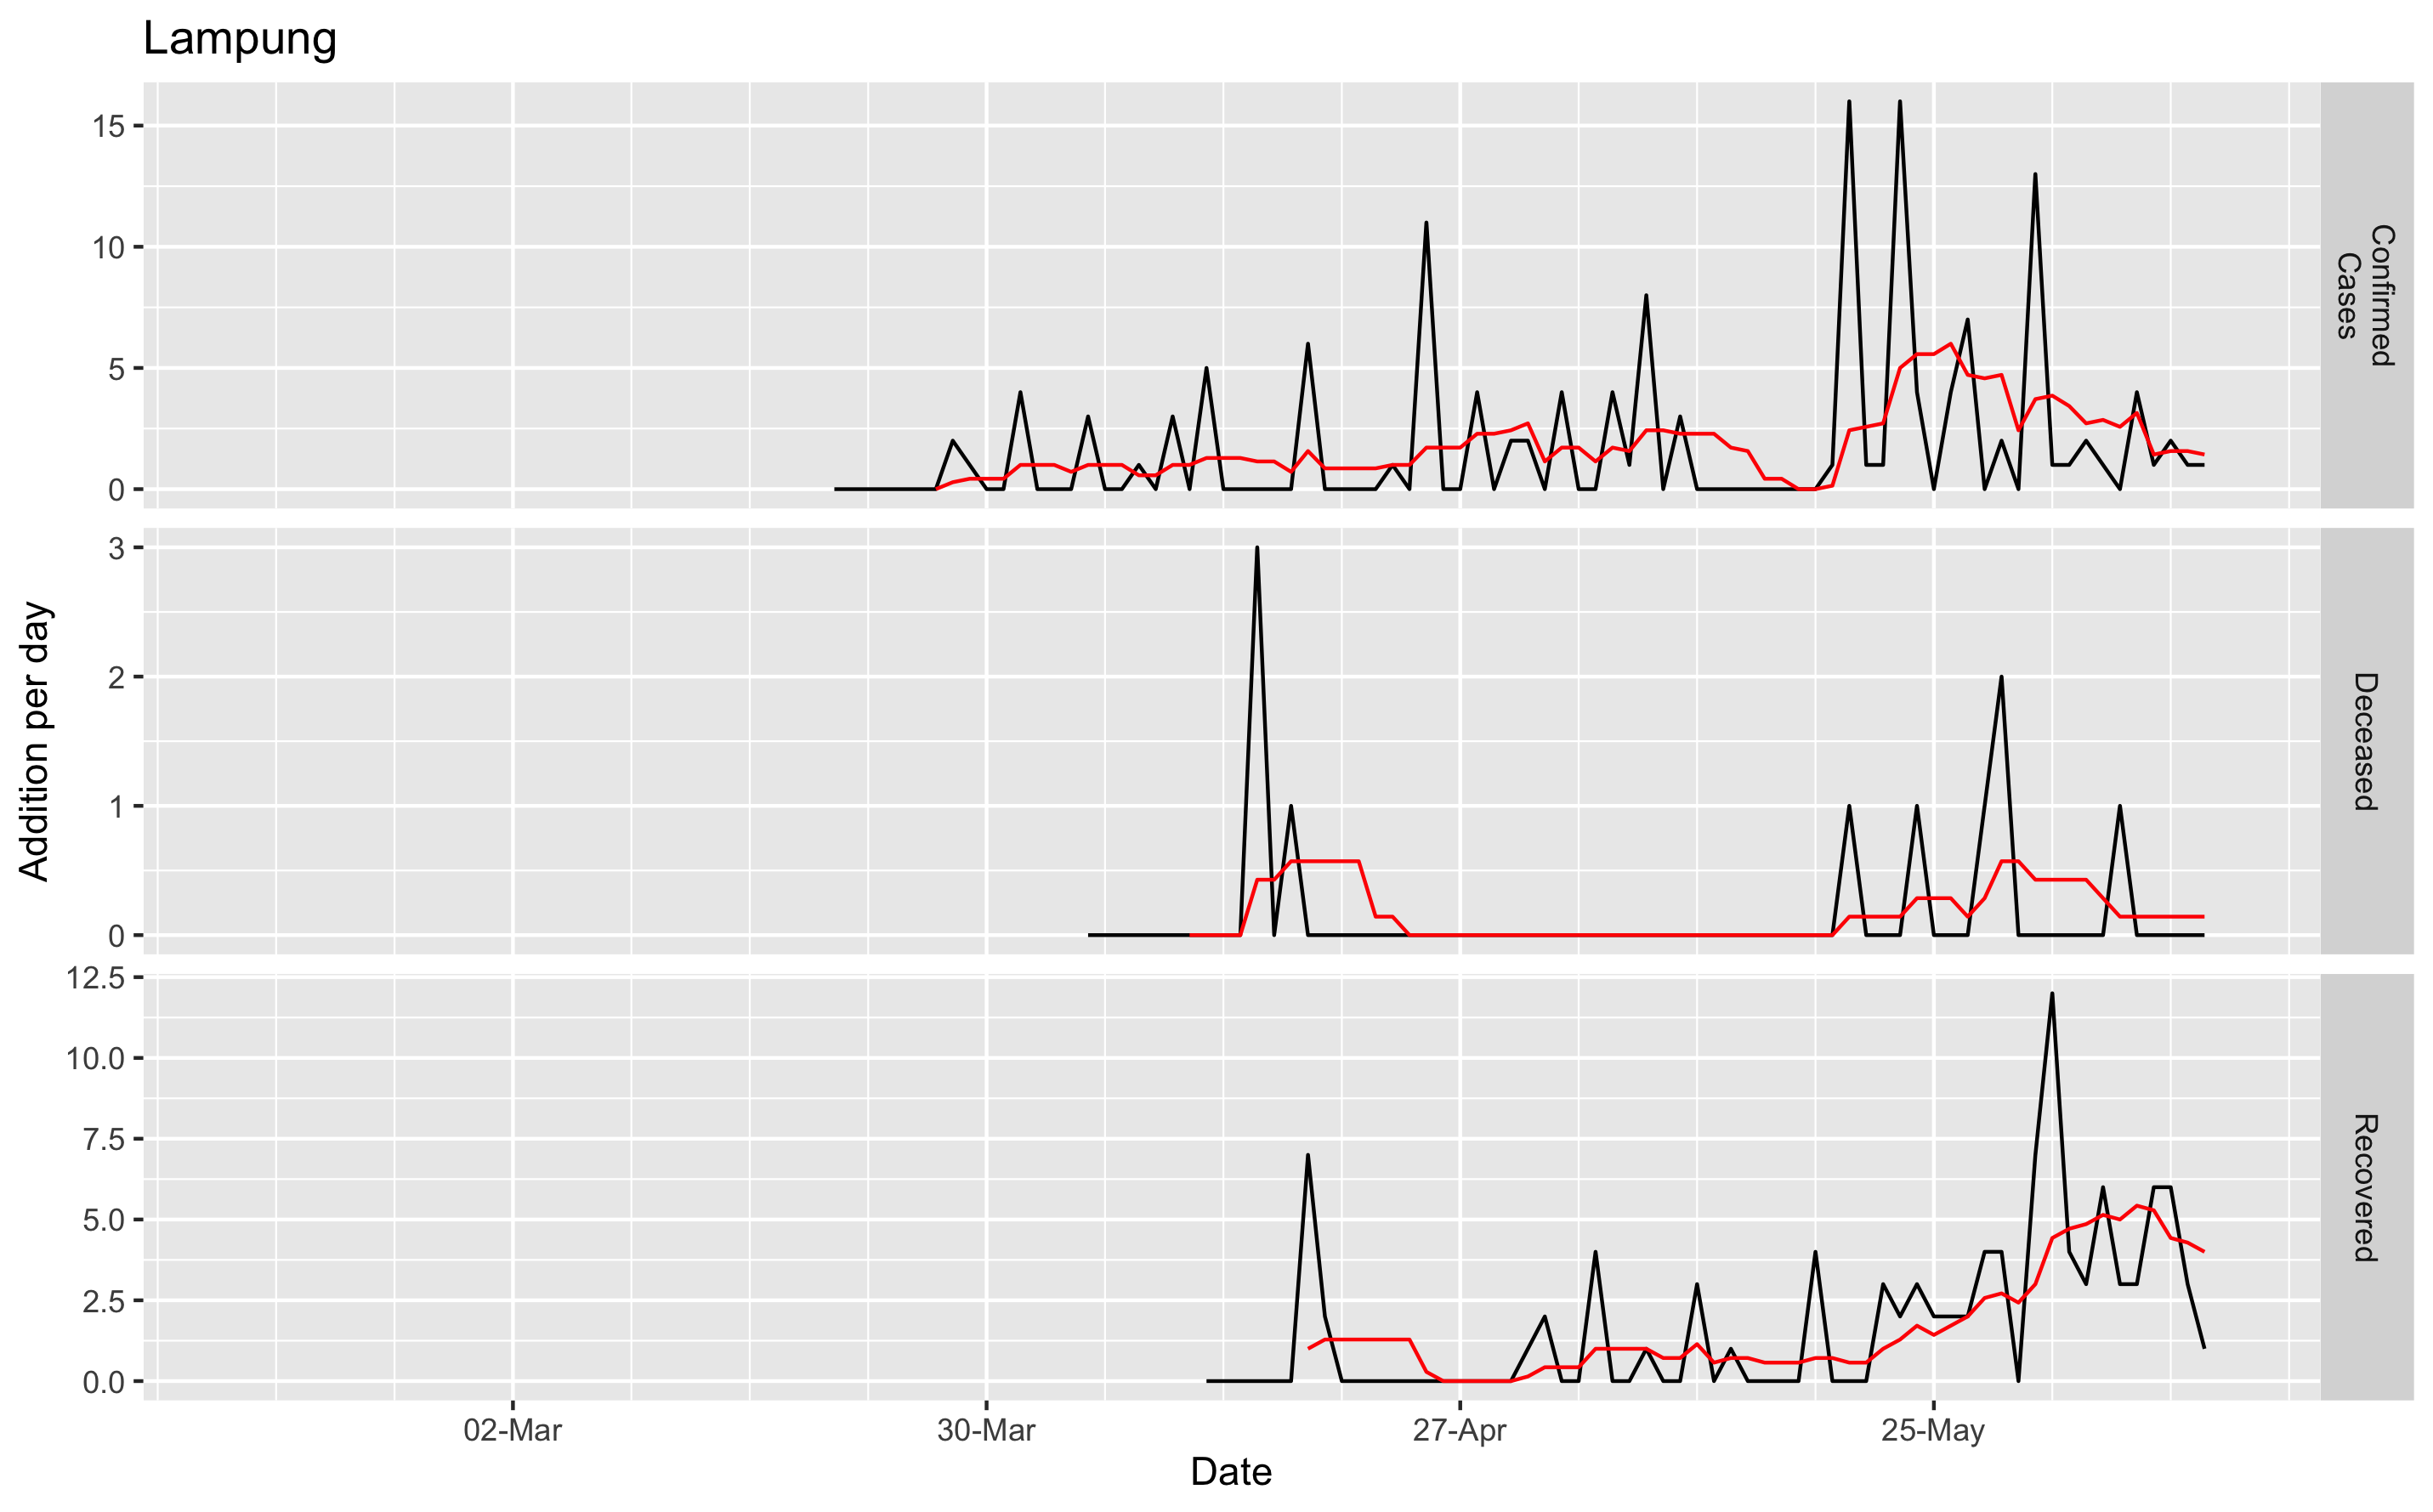 Lampung
15
10
5
0
Confirmed
Cases
3
2
1
0
Deceased
12.5
10.0
7.5
5.0
2.5
0.0
Recovered
Addition per day
02-Mar
30-Mar
27-Apr
25-May
Date